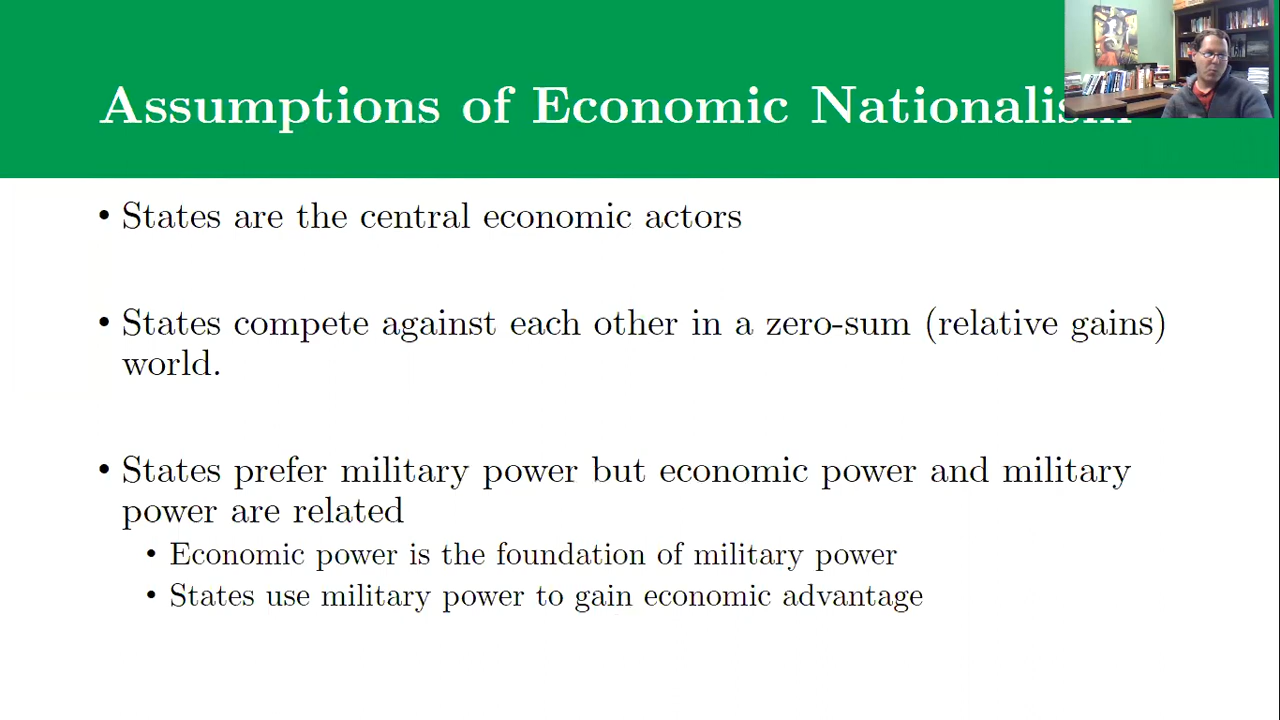 Assumptions of Economic Nationalism
• States are the central economic actors
• States compete against each other in a zero-sum (relative gains)
world.
• States prefer military power but economic power and military
power are related
• Economic power is the foundation of military power
• States use military power to gain economic advantage